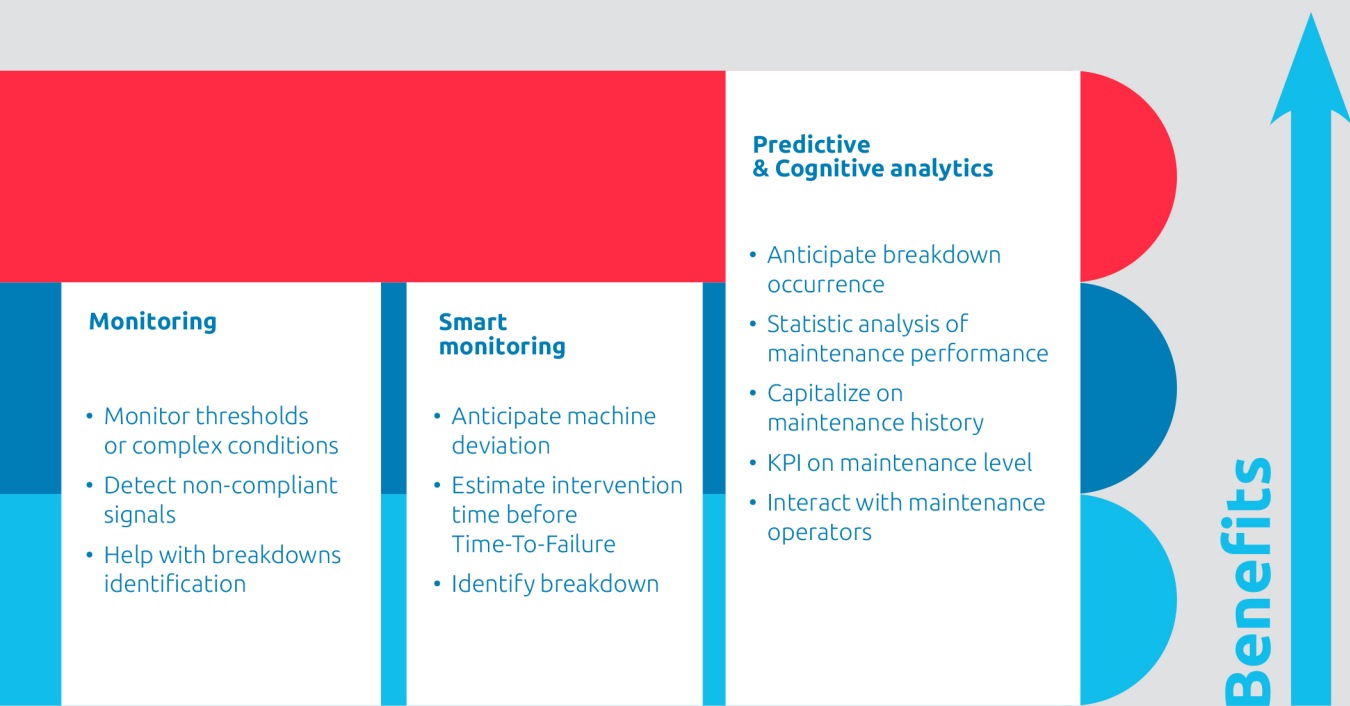 Predictive
& Cognitive analytics
• Anticipate breakdown
occurrence
• Statistic analysis of
maintenance performance
• Capitalize on
maintenance history
• KPI on maintenance level
• Interact with maintenance
operators
Monitoring
• Monitor thresholds
or complex conditions
• Detect non-compliant
signals
• Help with breakdowns
identification
Smart
monitoring
• Anticipate machine
deviation
• Estimate intervention
time before
Time-To-Failure
• Identify breakdown
Benefits